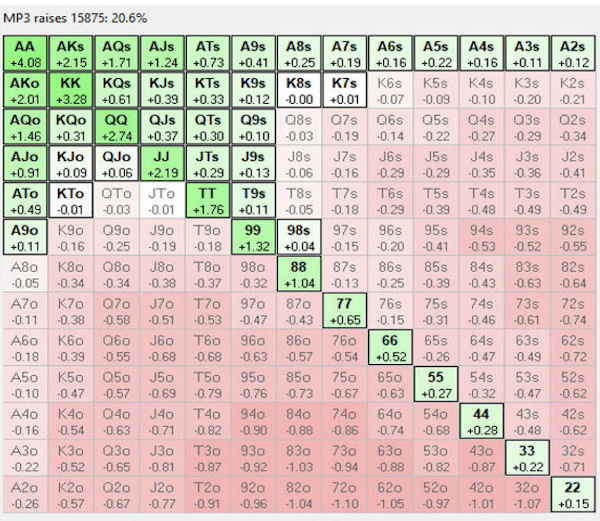 MP3 raises 15875: 20.6%
AA AKs AQs AJs ATs A9s A8s A7s A6s A5s A4s A3s A2s
+4.08 +2.15 +1.71 +1.24 +0.73 +0.41 +0.25 +0.19 +0.16 +0.22 +0.16 +0.11 +0.12
AKo KK KQs KJs KTs K9s K8s K7s K6s K5s K4s K3s K2s
+2.01 +3.28 +0.61 +0.39 +0.33 +0.12 -0.00 +0.01 -0.07 -0.09 -0.10 -0.20 -0.21
AQo KQo QQ QJs QTs Q9s Q8s Q7s Q6s Q5s Q4s Q3s Q2s
+1.46 +0.31 +2.74 +0.37 +0.30 +0.10 -0.03 -0.19 -0.14 -0.22 -0.27 -0.29 -0.34
AJo KJo QJo JJ JTs J9s J8s J7s J6s J5s J4s J3s J2s
+0.91 +0.09 +0.06 +2.19 +0.29 +0.13 -0.06 -0.16 -0.29 -0.29 -0.35 -0.36 -0.41
ATo KTo QTo JTo TT T9s T8s T7s T6s T5s T4s T3s T2s
+0.49 -0.01 -0.03 -0.01 +1.76 +0.11 -0.05 -0.18 -0.29 -0.39 -0.48 -0.49 -0.49
A9o K9o Q9o J9o T9o 99 98s 97s 96s 95s 94s 93s 92s
+0.11 -0.16 -0.25 -0.19 -0.18 +1.32 +0.04 -0.15 -0.20 -0.41 -0.53 -0.52 -0.55
A8o K8o Q8o J8o T8o 98o 88 87s 86s 85s 84s 83s 82s
-0.05 -0.34 -0.34 -0.38 -0.37 -0.32 +1.04 -0.13 -0.25 -0.39 -0.43 -0.63 -0.64
A7o K7o Q7o J7o T7o 97o 87o 77 76s 75s 74s 73s 72s
-0.11 -0.38 -0.58 -0.51 -0.53 -0.47 -0.43 +0.65 -0.15 -0.31 -0.46 -0.61 -0.74
A6o K6o Q6o J6o T6o 96o 86o 76o 66 65s 64s 63s 62s
-0.18 -0.39 -0.55 -0.68 -0.68 -0.63 -0.57 -0.54 +0.52 -0.26 -0.47 -0.49 -0.72
A5o K5o Q5o J5o T5o 95o 85o 75o 65o 55 54s 53s 52s
-0.10 -0.47 -0.57 -0.69 -0.79 -0.76 -0.73 -0.67 -0.63 +0.27 -0.32 -0.47 -0.62
A4o K4o Q4o J4o T4o 94o 84o 74o 64o 54o 44 43s 42s
-0.16 -0.54 -0.63 -0.71 -0.82 -0.90 -0.88 -0.86 -0.74 -0.68 +0.28 -0.48 -0.62
A3o K3o Q3o J3o T3o 93o 83o 73o 63o 53o 43o 33 32s
-0.22 -0.52 -0.65 -0.81 -0.87 -0.92 -1.03 -0.94 -0.88 -0.82 -0.87 +0.22 -0.71
A2o K2o Q2o J2o T2o 92o 82o 72o 62o 52o 42o 32o 22
-0.26 -0.57 -0.67 -0.77 -0.91 -0.96 -1.04 -1.10 -1.05 -0.97 -1.01 -1.07 +0.15